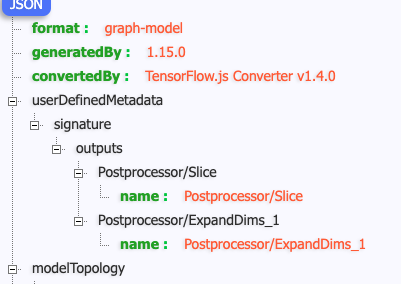 JSON
format : graph-model
generatedBy : 1.15.0
convertedBy : TensorFlow.js Converter v1.4.0
userDefinedMetadata
signature
outputs
Postprocessor/Slice
name : Postprocessor/Slice
Postprocessor/ExpandDims_1
name : Postprocessor/ExpandDims_1
modelTopology